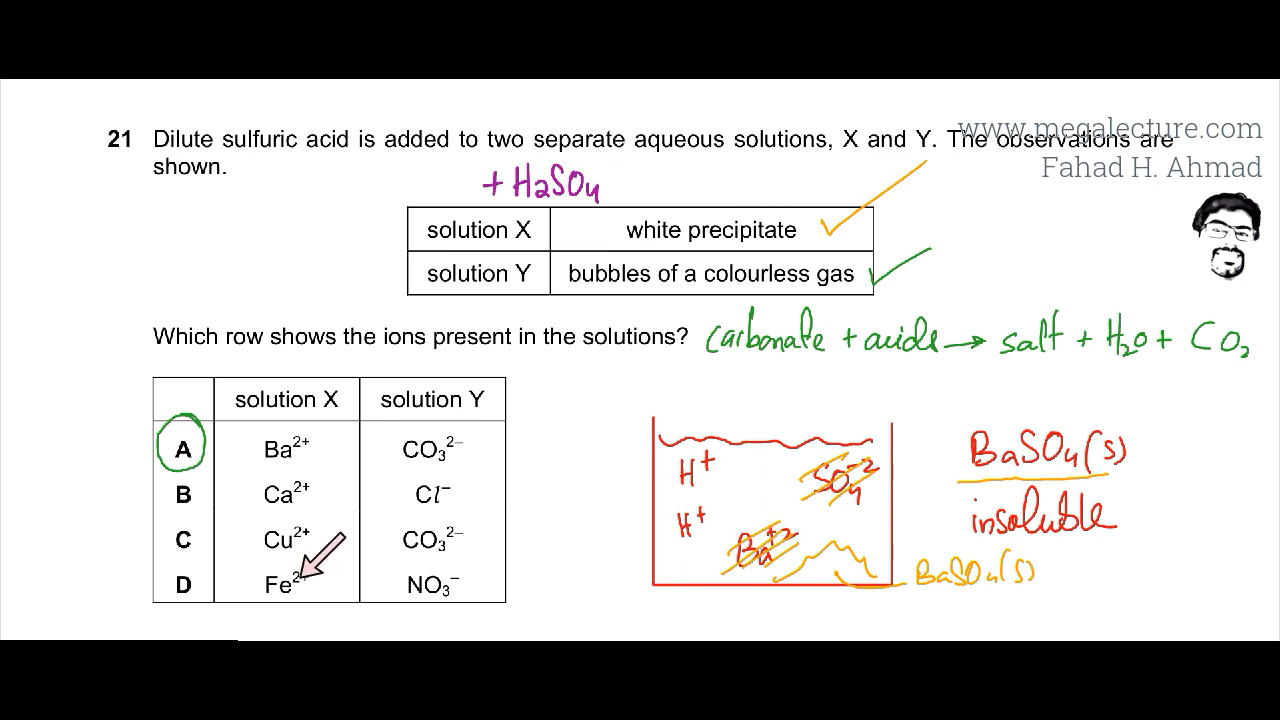 www.megalecture.com
Fahad H. Ahmad
21 Dilute sulfuric acid is added to two separate aqueous solutions, X and Y. The observations are
shown.
+ H₂SO₄
solution X white precipitate
solution Y bubbles of a colourless gas
Which row shows the ions present in the solutions?
carbonate + acids → salt + H₂O + CO₂
solution X solution Y
A Ba²⁺ CO₃²⁻
B Ca²⁺ Cl⁻
C Cu²⁺ CO₃²⁻
D Fe²⁺ NO₃⁻
H⁺ SO₄⁻²
H⁺
Ba⁺²
BaSO₄(s)
insoluble
BaSO₄(s)